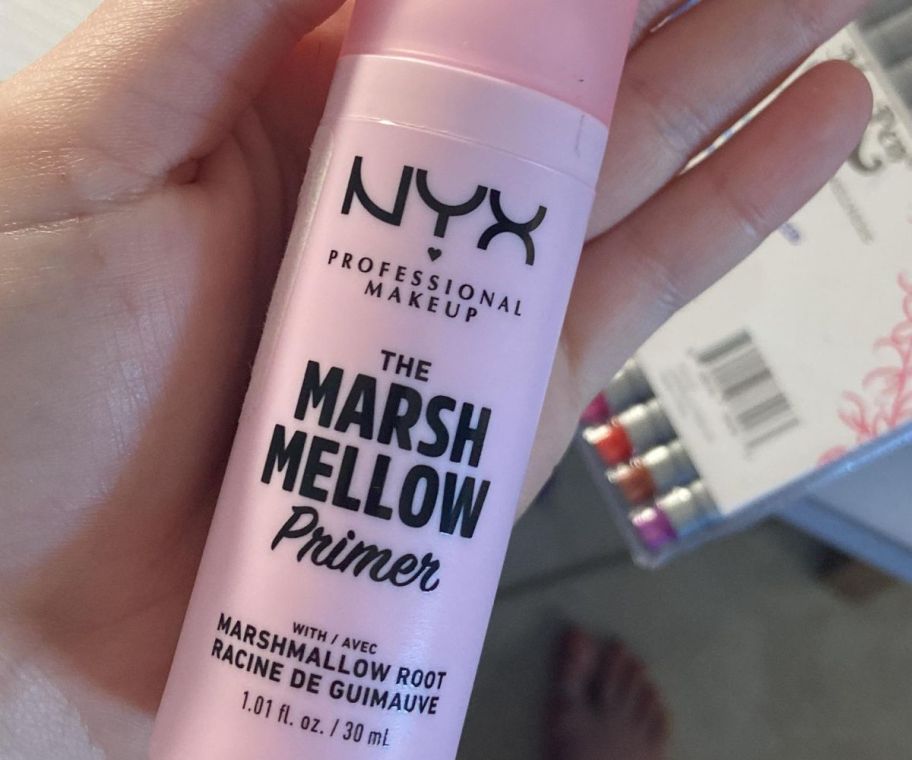 NYX
PROFESSIONAL
MAKEUP
THE
MARSH
MELLOW
Primer
WITH / AVEC
MARSHMALLOW ROOT
RACINE DE GUIMAUVE
1.01 fl. oz. / 30 mL